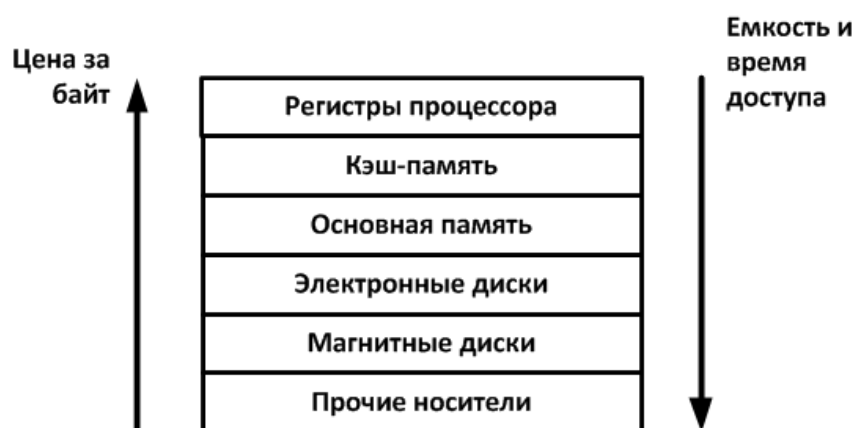 Цена за
байт
Емкость и
время
доступа
Регистры процессора
Кэш-память
Основная память
Электронные диски
Магнитные диски
Прочие носители